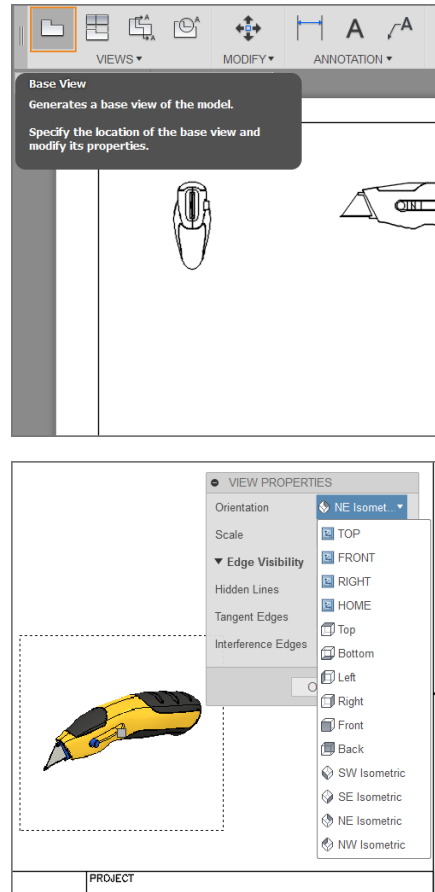 VIEWS ▾
MODIFY ▾
ANNOTATION ▾
Base View
Generates a base view of the model.
Specify the location of the base view and
modify its properties.
VIEW PROPERTIES
Orientation
NE Isomet...
Scale
Edge Visibility
Hidden Lines
Tangent Edges
Interference Edges
O
TOP
FRONT
RIGHT
HOME
Top
Bottom
Left
Right
Front
Back
SW Isometric
SE Isometric
NE Isometric
NW Isometric
PROJECT